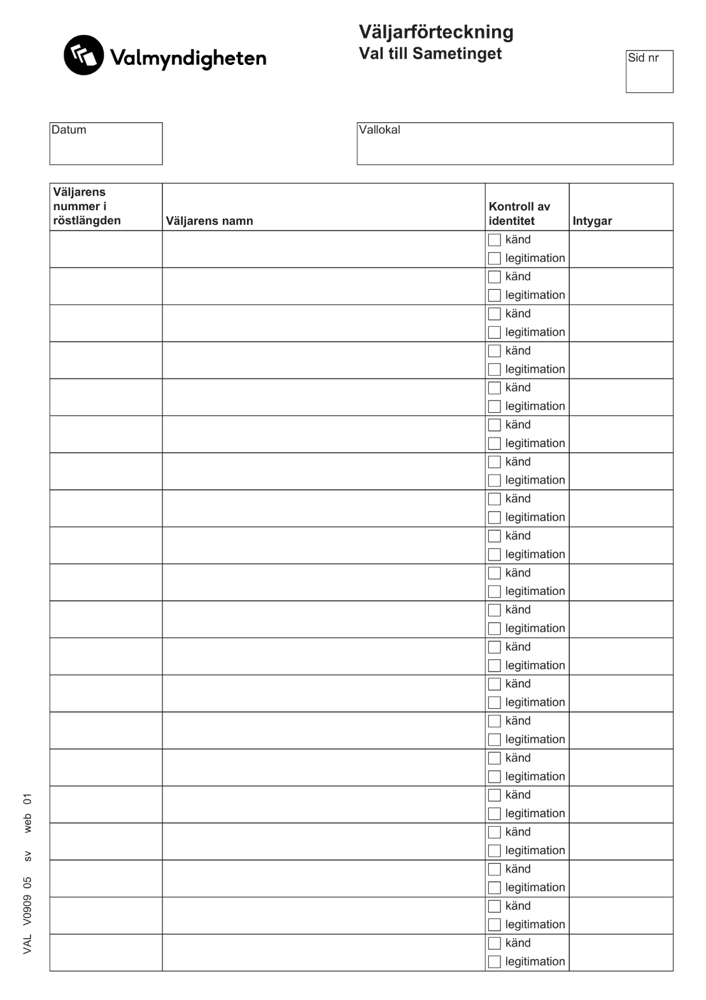 Valmyndigheten
Väljarförteckning
Val till Sametinget
Sid nr
Datum
Vallokal
Väljarens
nummer i
röstlängden
Väljarens namn
Kontroll av
identitet
Intygar
känd
legitimation
känd
legitimation
känd
legitimation
känd
legitimation
känd
legitimation
känd
legitimation
känd
legitimation
känd
legitimation
känd
legitimation
känd
legitimation
känd
legitimation
känd
legitimation
känd
legitimation
känd
legitimation
känd
legitimation
känd
legitimation
känd
legitimation
känd
legitimation
känd
legitimation
känd
legitimation
VAL V0909 05 sv web 01